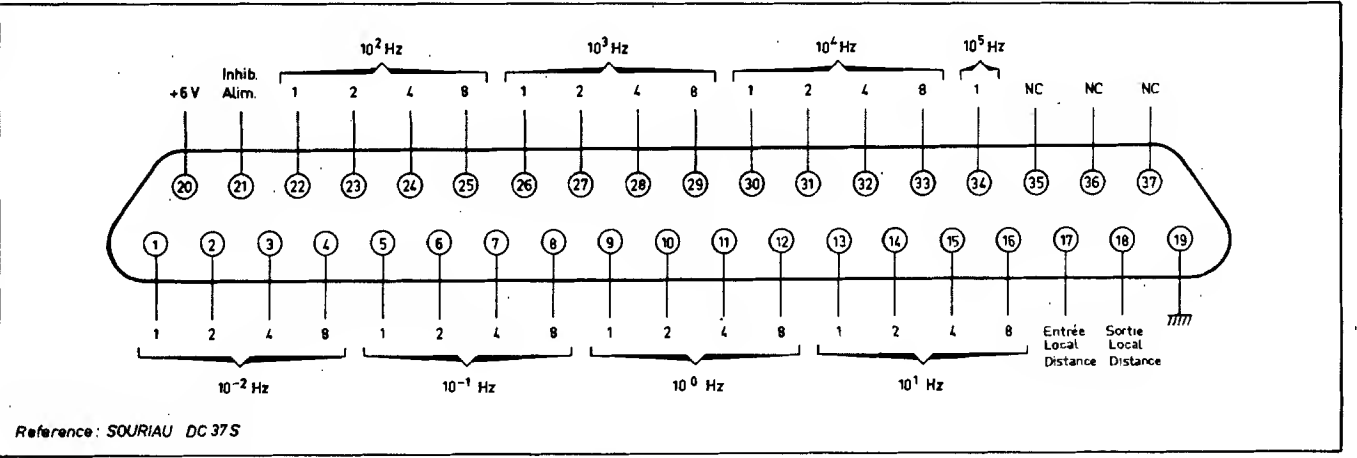 10² Hz 10³ Hz 10⁴ Hz 10⁵ Hz
+6 V Inhib. Alim. 1 2 4 8 1 2 4 8 1 2 4 8 1 NC NC NC
20 21 22 23 24 25 26 27 28 29 30 31 32 33 34 35 36 37
1 2 3 4 5 6 7 8 9 10 11 12 13 14 15 16 17 18 19
1 2 4 8 1 2 4 8 1 2 4 8 1 2 4 8 Entrée Local Distance Sortie Local Distance
10⁻² Hz 10⁻¹ Hz 10⁰ Hz 10¹ Hz
Reference: SOURIAU DC 37 S